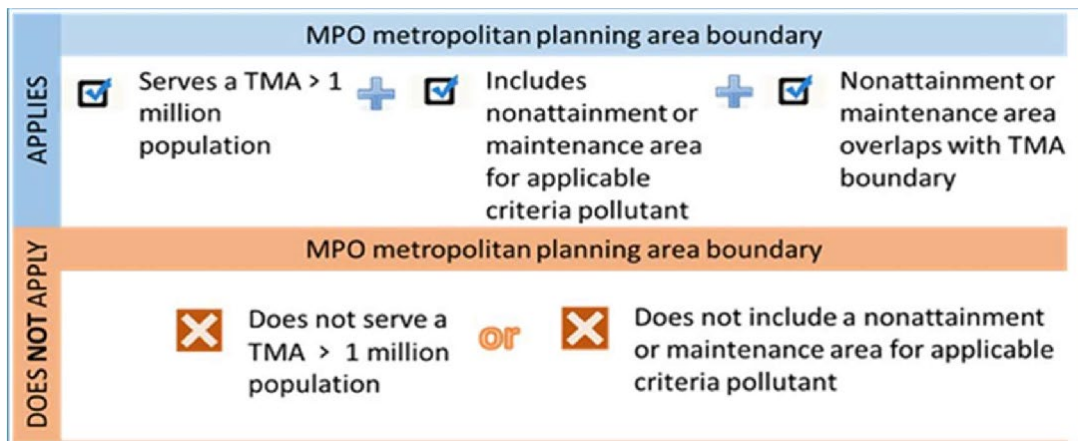 MPO metropolitan planning area boundary
APPLIES
Serves a TMA > 1
million
population
Includes
nonattainment or
maintenance area
for applicable
criteria pollutant
Nonattainment or
maintenance area
overlaps with TMA
boundary
MPO metropolitan planning area boundary
DOES NOT APPLY
Does not serve a
TMA > 1 million
population
or
Does not include a nonattainment
or maintenance area for applicable
criteria pollutant